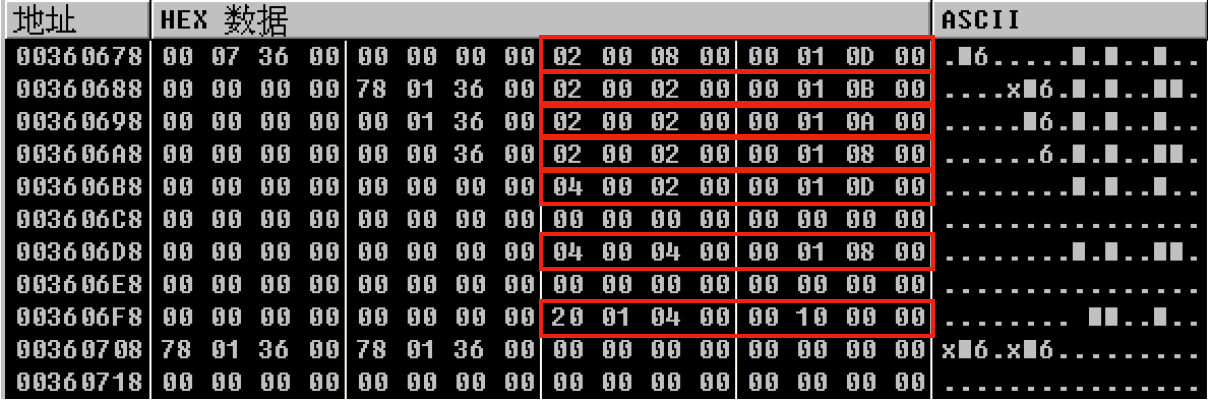 地址 HEX 数据 ASCII
00360678 00 07 36 00 00 00 00 00 02 00 08 00 00 01 0D 00 .█6.....█.█..█..
00360688 00 00 00 00 78 01 36 00 02 00 02 00 00 01 0B 00 ....x█6.█.█..██.
00360698 00 00 00 00 00 01 36 00 02 00 02 00 00 01 0A 00 .....█6.█.█..█..
003606A8 00 00 00 00 00 00 36 00 02 00 02 00 00 01 08 00 ......6.█.█..██.
003606B8 00 00 00 00 00 00 00 00 04 00 02 00 00 01 0D 00 ........█.█..█..
003606C8 00 00 00 00 00 00 00 00 00 00 00 00 00 00 00 00 ................
003606D8 00 00 00 00 00 00 00 00 04 00 04 00 00 01 08 00 ........█.█..██.
003606E8 00 00 00 00 00 00 00 00 00 00 00 00 00 00 00 00 ................
003606F8 00 00 00 00 00 00 00 00 20 01 04 00 00 10 00 00 ........ ██..█..
00360708 78 01 36 00 78 01 36 00 00 00 00 00 00 00 00 00 x█6.x█6.........
00360718 00 00 00 00 00 00 00 00 00 00 00 00 00 00 00 00 ................